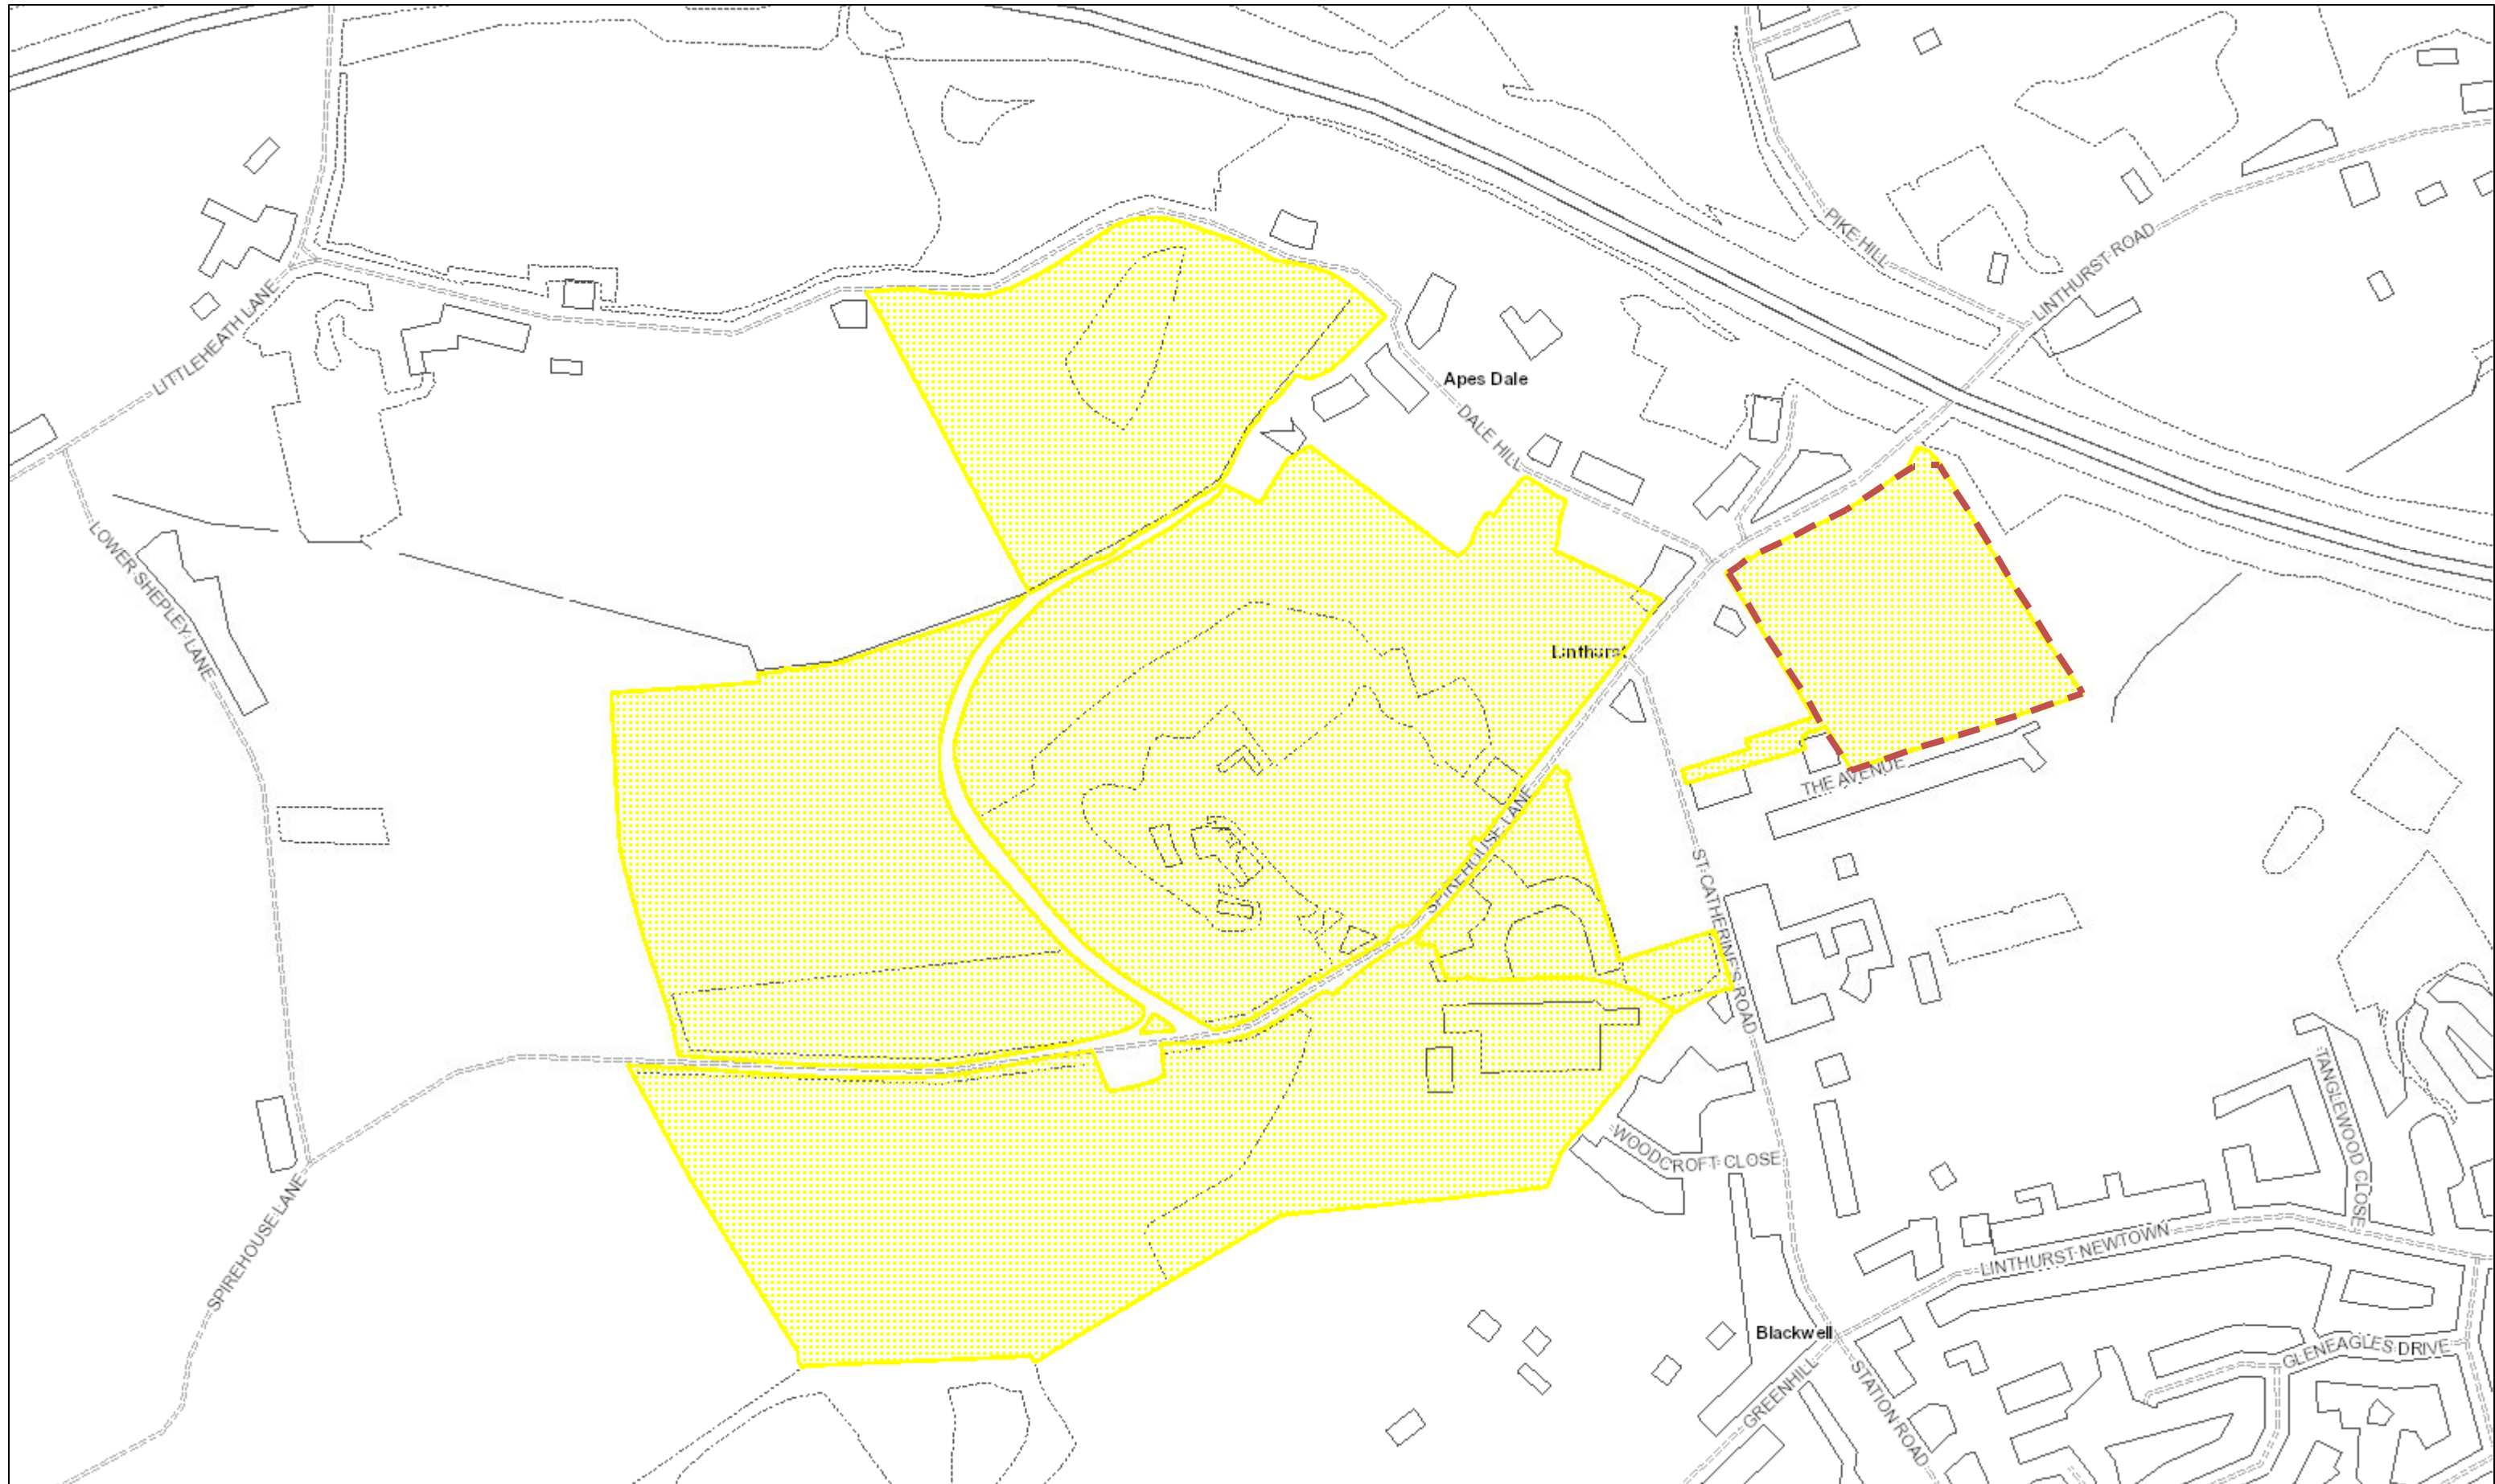 PIKE HILL
LINTHURST ROAD
LITTLEHEATH LANE
Apes Dale
DALE HILL
LOWER SHEPLEY LANE
Linthurst
THE AVENUE
SPIREHOUSE LANE
ST CATHERINE'S ROAD
TANGLEWOOD CLOSE
WOODCROFT CLOSE
SPIREHOUSE LANE
LINTHURST NEWTOWN
Blackwell
GLENEAGLES DRIVE
GREENHILL
STATION ROAD